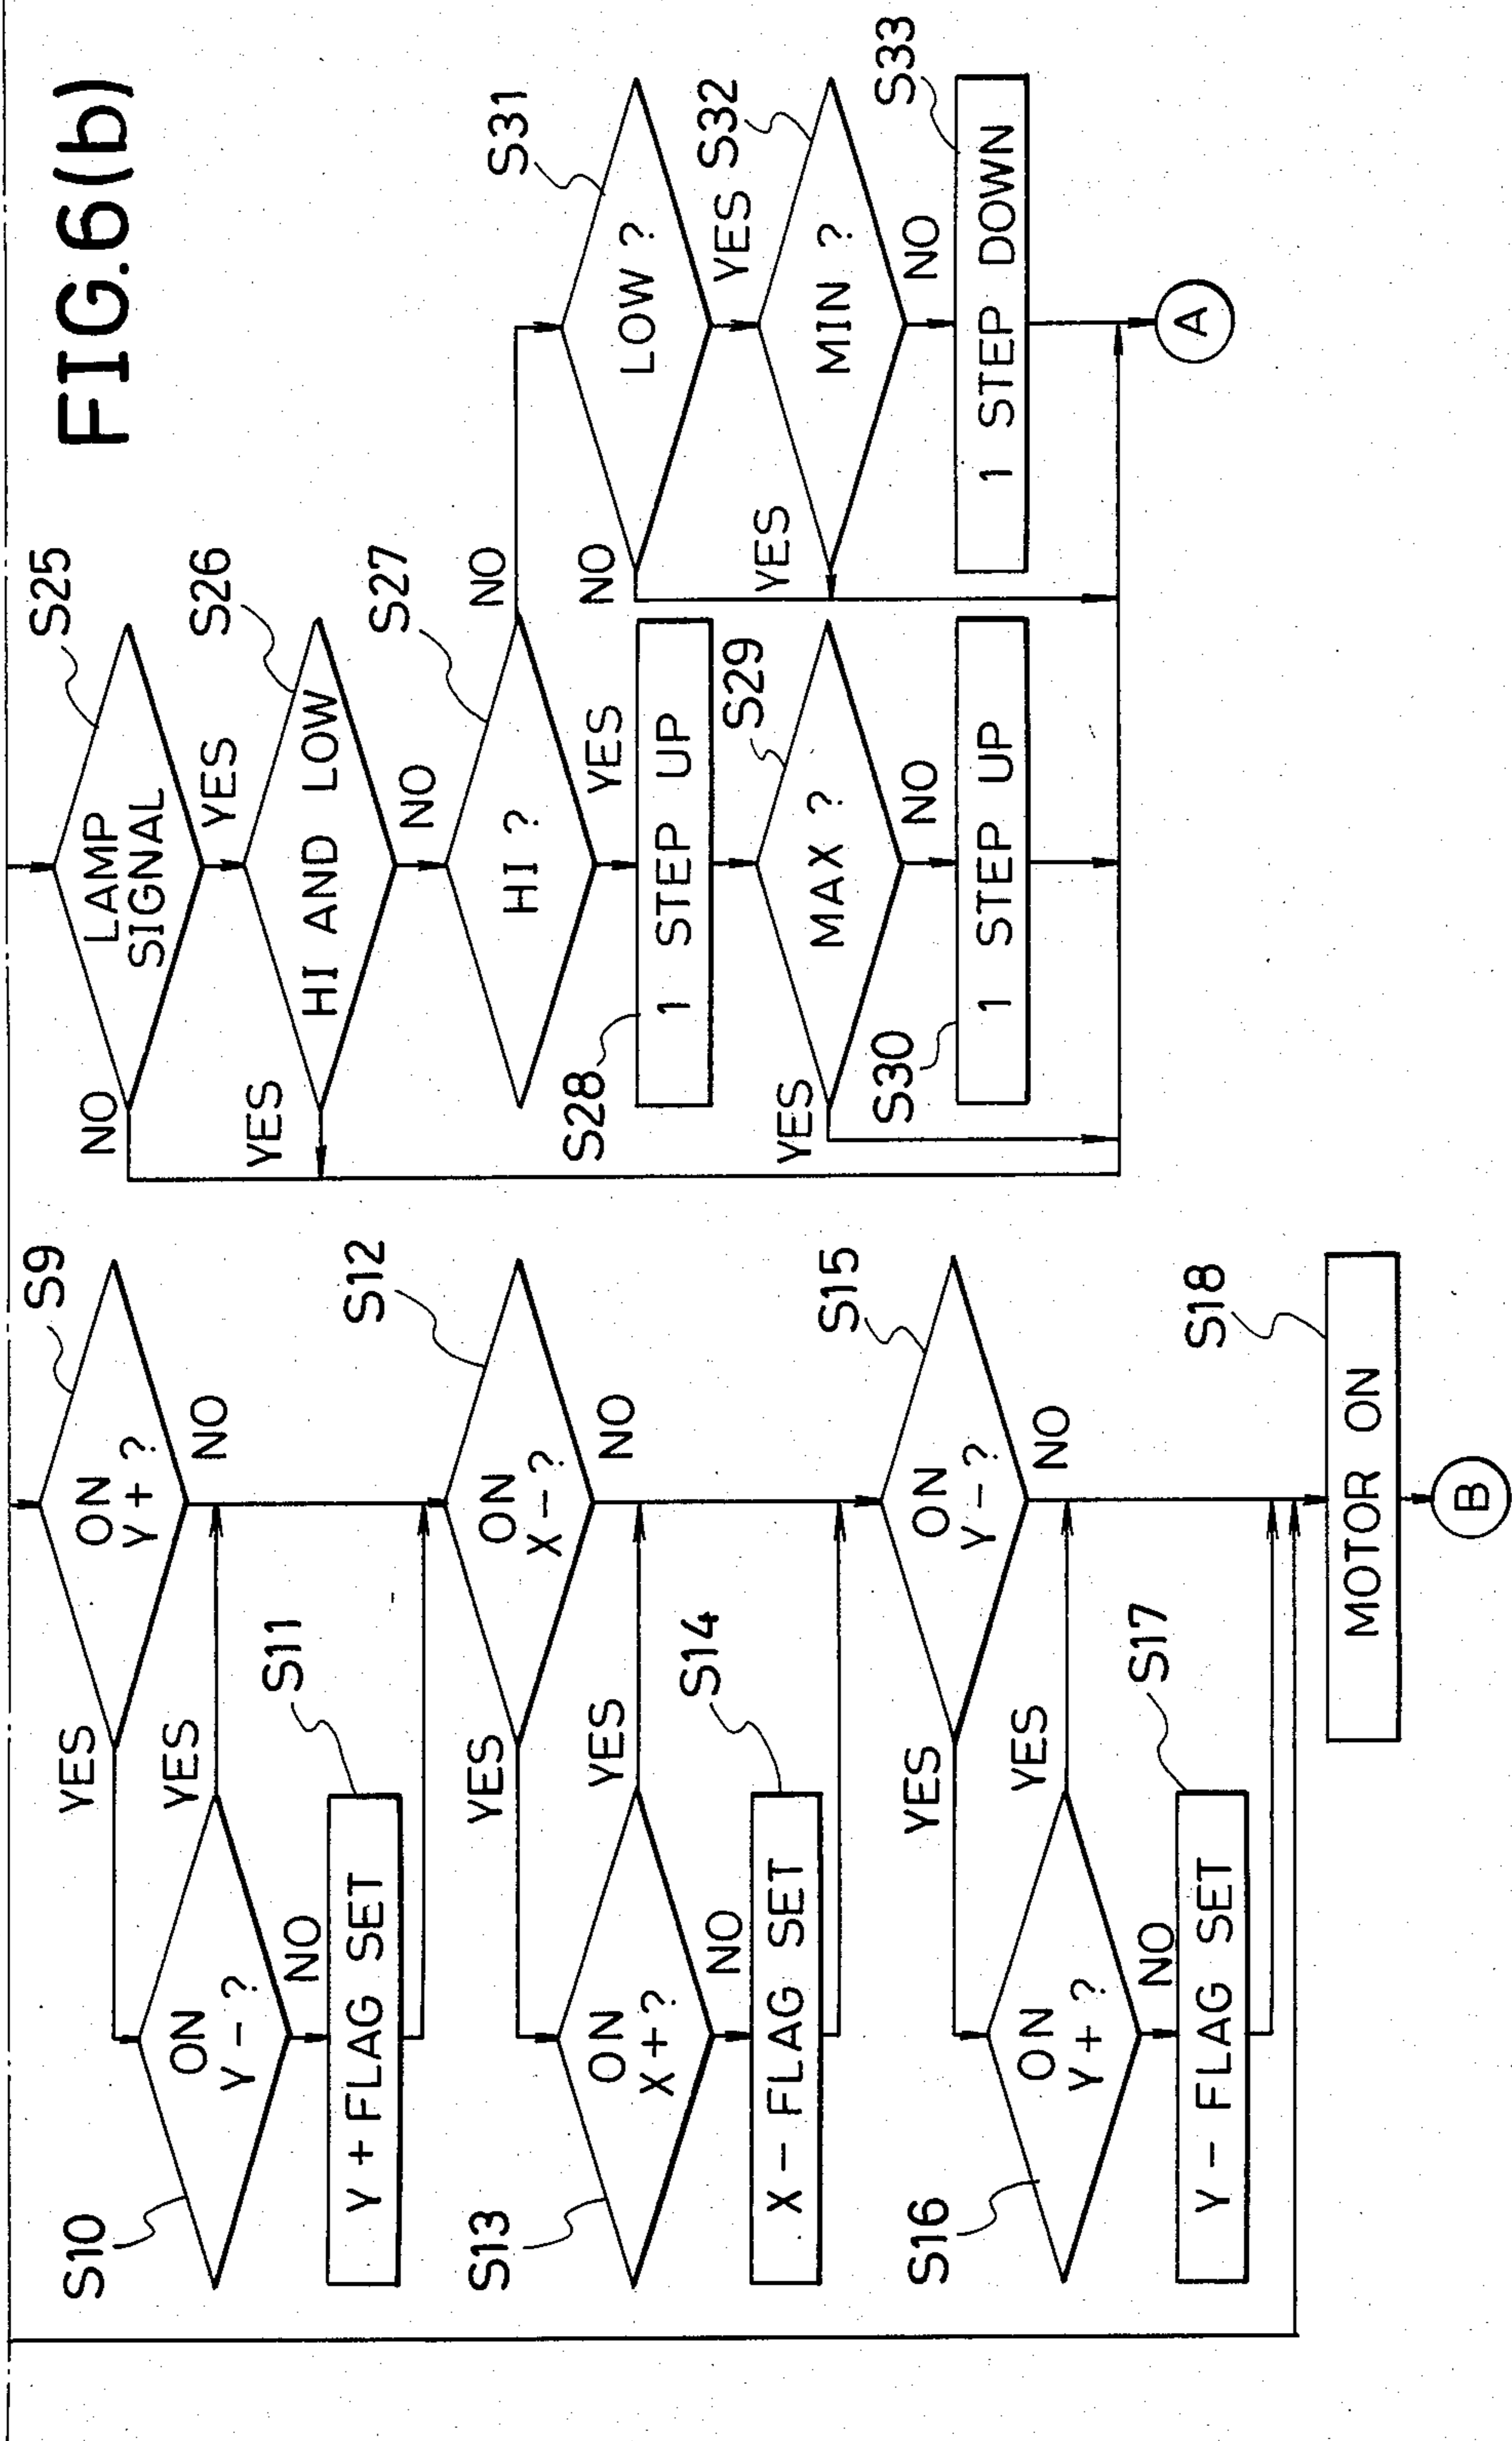 FIG.6(b)
S9
ON
Y+?
YES
NO
S10
ON
Y-?
YES
NO
S11
Y+FLAG SET
S12
ON
X-?
YES
NO
S13
ON
X+?
YES
NO
S14
X- FLAG SET
S15
ON
Y-?
YES
NO
S16
ON
Y+?
YES
NO
S17
Y- FLAG SET
S18
MOTOR ON
B
S25
LAMP
SIGNAL
NO
YES
S26
HI AND LOW
YES
NO
S27
HI ?
NO
YES
S28
1 STEP UP
S29
MAX ?
YES
NO
S30
1 STEP UP
S31
LOW ?
NO
YES
S32
MIN ?
YES
NO
S33
1 STEP DOWN
A